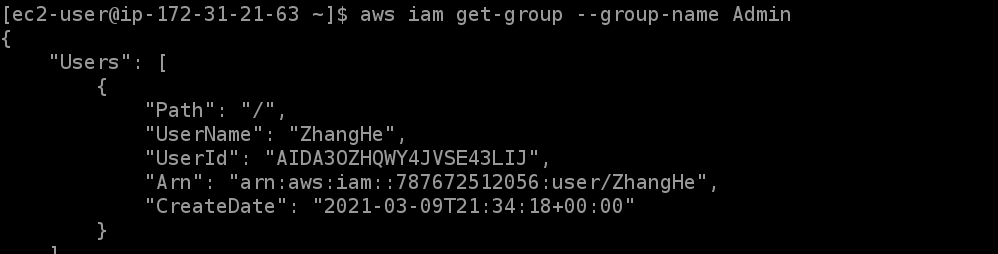 [ec2-user@ip-172-31-21-63 ~]$ aws iam get-group --group-name Admin
{
    "Users": [
        {
            "Path": "/",
            "UserName": "ZhangHe",
            "UserId": "AIDA3OZHQWY4JVSE43LIJ",
            "Arn": "arn:aws:iam::787672512056:user/ZhangHe",
            "CreateDate": "2021-03-09T21:34:18+00:00"
        }
    ]